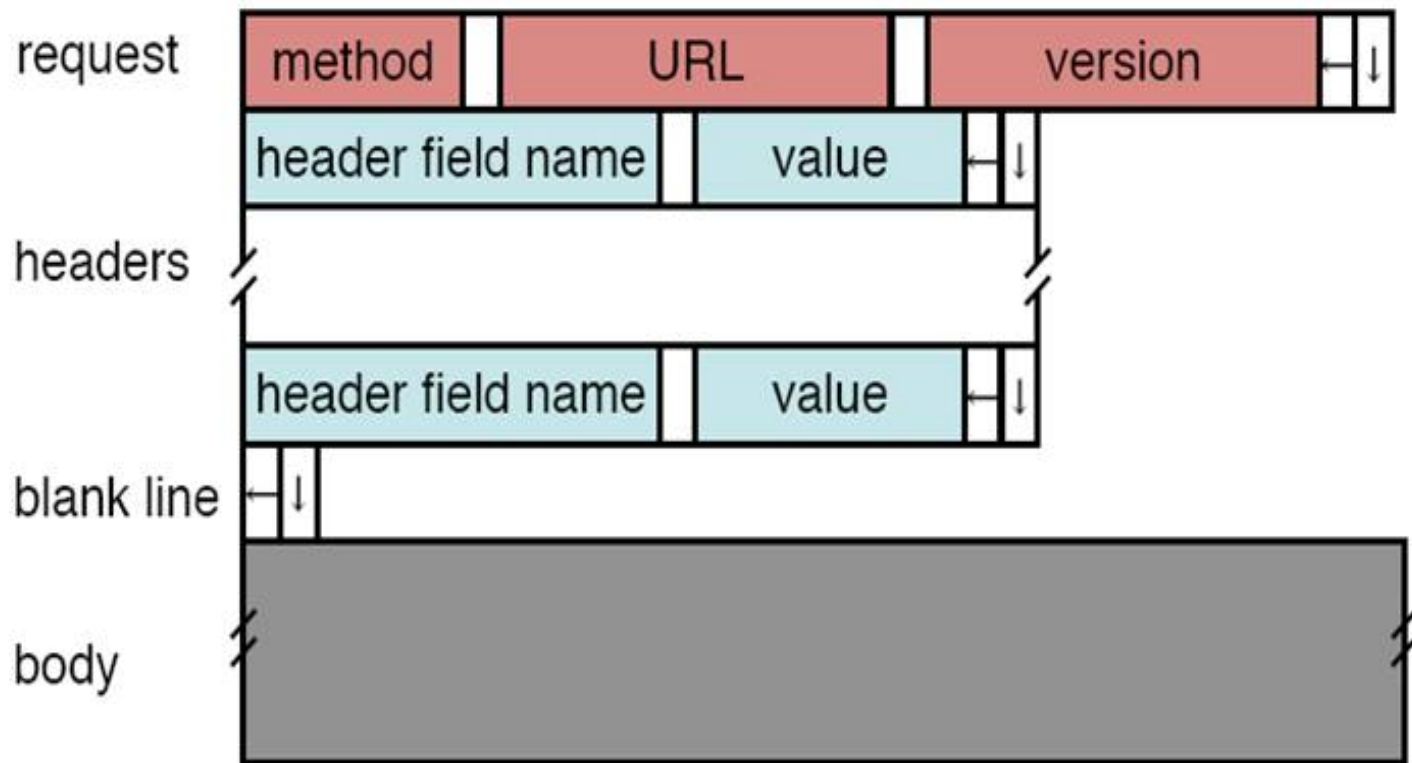 request method URL version ← ↓
header field name value ← ↓
headers
header field name value ← ↓
blank line ← ↓
body